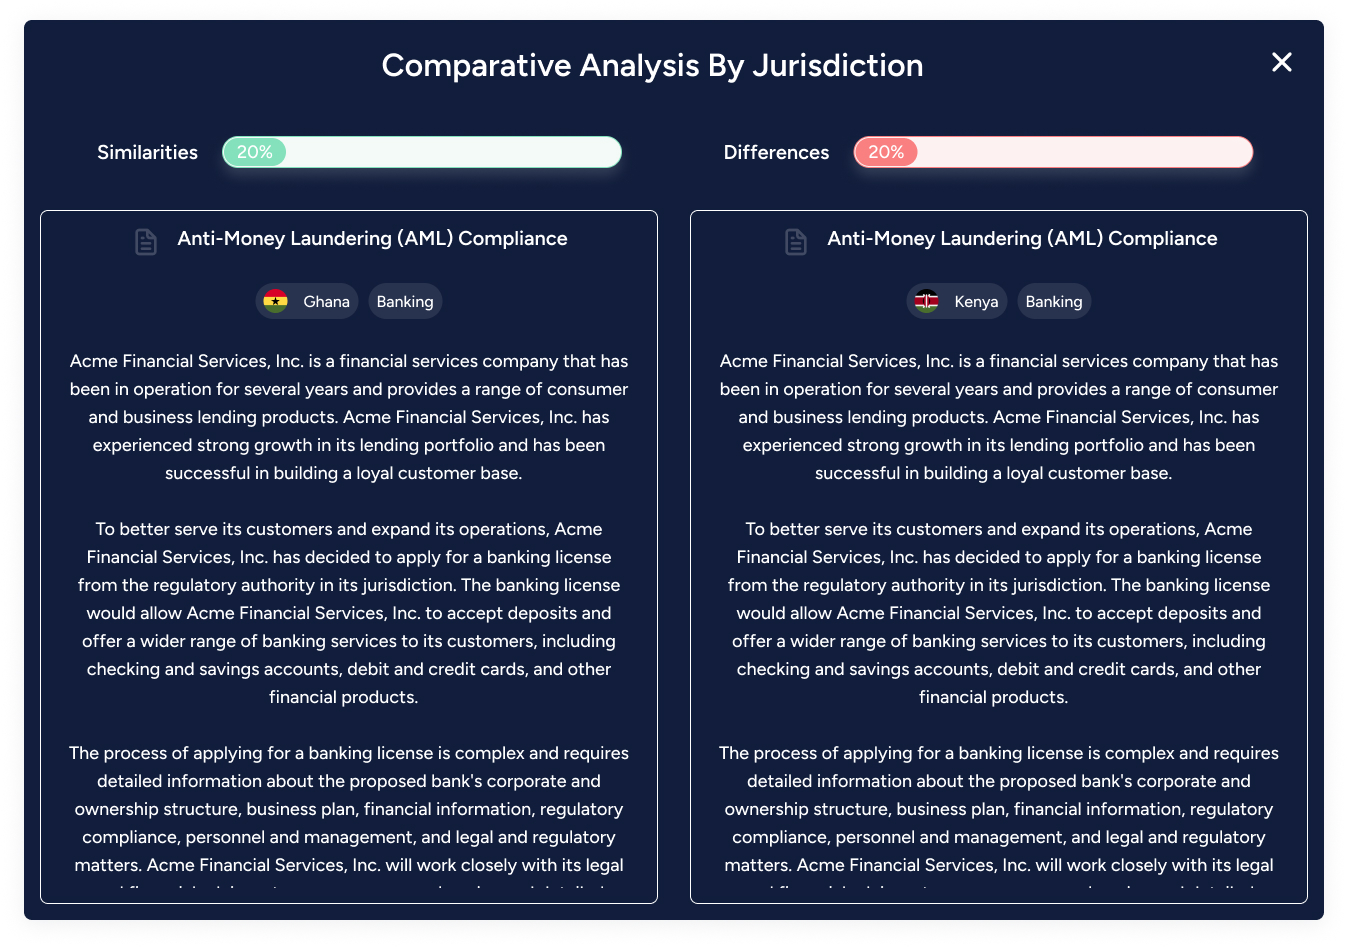 Comparative Analysis By Jurisdiction
Similarities
20%
Differences
20%
Anti-Money Laundering (AML) Compliance
Ghana
Banking
Acme Financial Services, Inc. is a financial services company that has
been in operation for several years and provides a range of consumer
and business lending products. Acme Financial Services, Inc. has
experienced strong growth in its lending portfolio and has been
successful in building a loyal customer base.
To better serve its customers and expand its operations, Acme
Financial Services, Inc. has decided to apply for a banking license
from the regulatory authority in its jurisdiction. The banking license
would allow Acme Financial Services, Inc. to accept deposits and
offer a wider range of banking services to its customers, including
checking and savings accounts, debit and credit cards, and other
financial products.
The process of applying for a banking license is complex and requires
detailed information about the proposed bank's corporate and
ownership structure, business plan, financial information, regulatory
compliance, personnel and management, and legal and regulatory
matters. Acme Financial Services, Inc. will work closely with its legal
Anti-Money Laundering (AML) Compliance
Kenya
Banking
Acme Financial Services, Inc. is a financial services company that has
been in operation for several years and provides a range of consumer
and business lending products. Acme Financial Services, Inc. has
experienced strong growth in its lending portfolio and has been
successful in building a loyal customer base.
To better serve its customers and expand its operations, Acme
Financial Services, Inc. has decided to apply for a banking license
from the regulatory authority in its jurisdiction. The banking license
would allow Acme Financial Services, Inc. to accept deposits and
offer a wider range of banking services to its customers, including
checking and savings accounts, debit and credit cards, and other
financial products.
The process of applying for a banking license is complex and requires
detailed information about the proposed bank's corporate and
ownership structure, business plan, financial information, regulatory
compliance, personnel and management, and legal and regulatory
matters. Acme Financial Services, Inc. will work closely with its legal